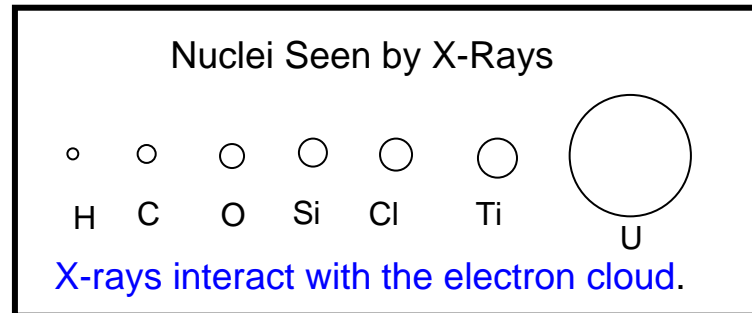 Nuclei Seen by X-Rays
H C O Si Cl Ti U
X-rays interact with the electron cloud.